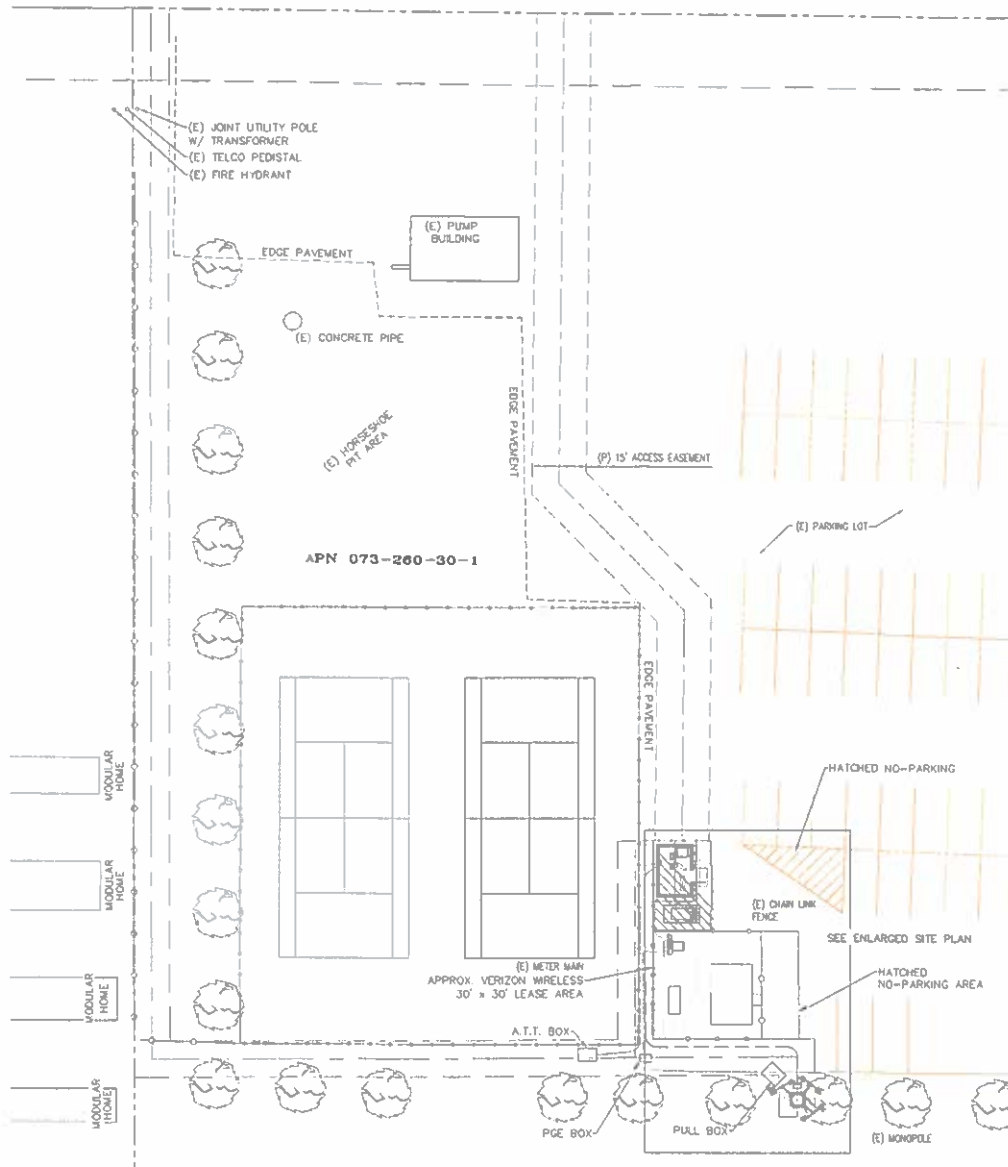 (E) JOINT UTILITY POLE
W/ TRANSFORMER
(E) TELCO PEDISTAL
(E) FIRE HYDRANT
(E) PUMP
BUILDING
EDGE PAVEMENT
(E) CONCRETE PIPE
EDGE PAVEMENT
(E) HORSESHOE
PIT AREA
(P) 15' ACCESS EASEMENT
(E) PARKING LOT
APN 073-260-30-1
EDGE PAVEMENT
MODULAR
HOME
HATCHED NO-PARKING
MODULAR
HOME
(E) CHAIN LINK
FENCE
SEE ENLARGED SITE PLAN
(E) METER MAIN
APPROX. VERIZON WIRELESS
30' x 30' LEASE AREA
HATCHED
NO-PARKING AREA
MODULAR
HOME
A.T.T. BOX
MODULAR
HOME
PGE BOX
PULL BOX
(E) MONOPOLE